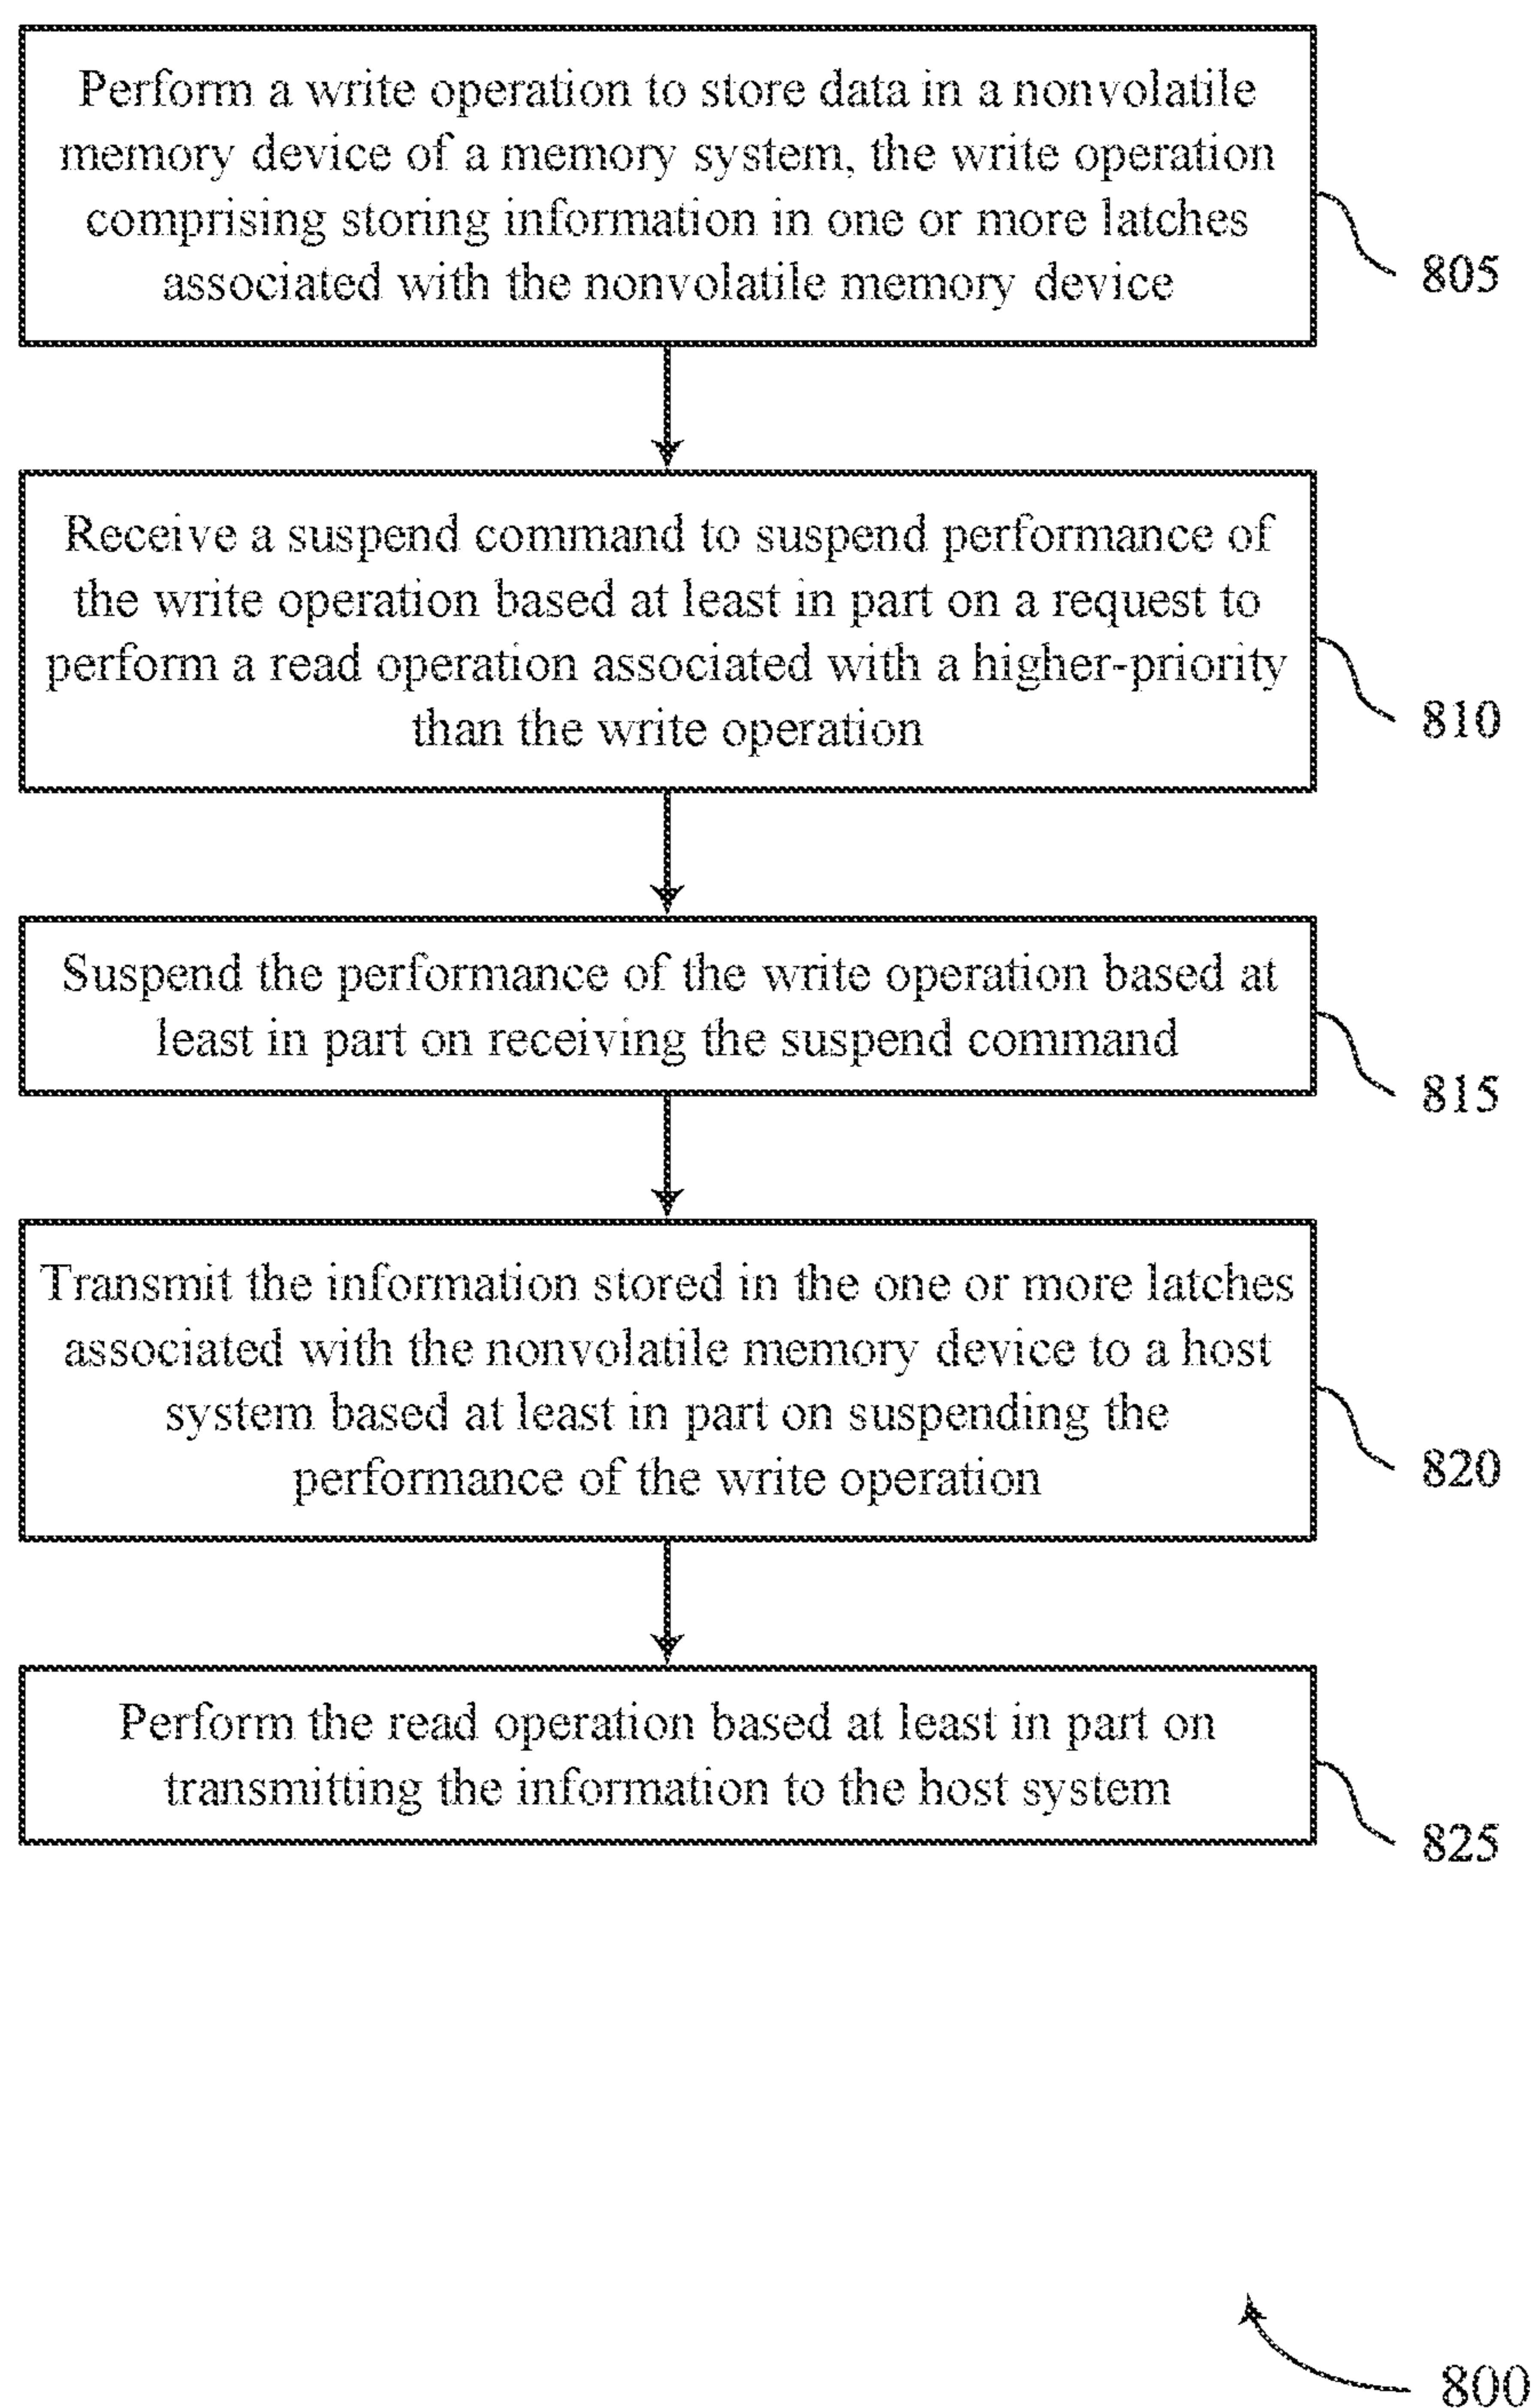 Perform a write operation to store data in a nonvolatile
memory device of a memory system, the write operation
comprising storing information in one or more latches
associated with the nonvolatile memory device
805
Receive a suspend command to suspend performance of
the write operation based at least in part on a request to
perform a read operation associated with a higher-priority
than the write operation
810
Suspend the performance of the write operation based at
least in part on receiving the suspend command
815
Transmit the information stored in the one or more latches
associated with the nonvolatile memory device to a host
system based at least in part on suspending the
performance of the write operation
820
Perform the read operation based at least in part on
transmitting the information to the host system
825
800